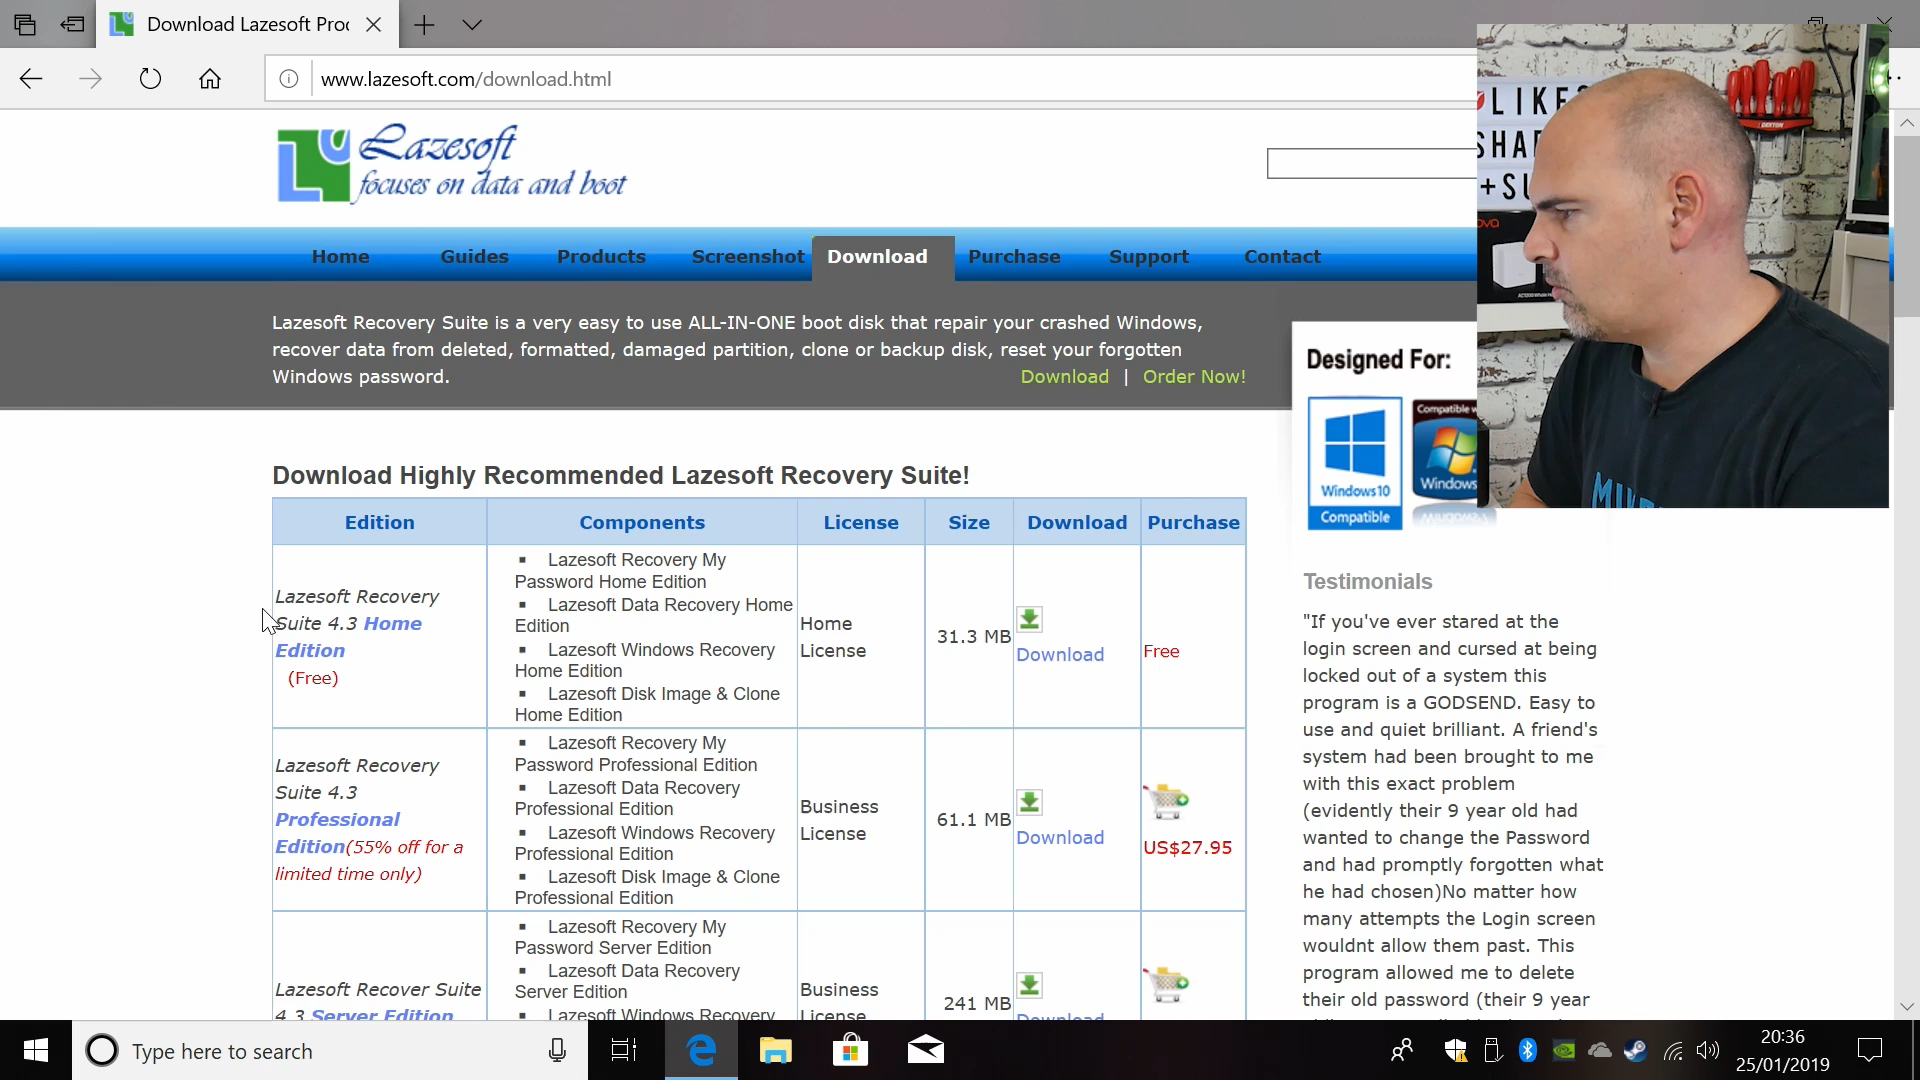 Download Lazesoft Pro
www.lazesoft.com/download.html
Lazesoft
focuses on data and boot
Home Guides Products Screenshot Download Purchase Support Contact
Lazesoft Recovery Suite is a very easy to use ALL-IN-ONE boot disk that repair your crashed Windows,
recover data from deleted, formatted, damaged partition, clone or backup disk, reset your forgotten
Windows password.
Download | Order Now!
Download Highly Recommended Lazesoft Recovery Suite!
Edition Components License Size Download Purchase
Lazesoft Recovery
Suite 4.3 Home
Edition
(Free)
▪ Lazesoft Recovery My
Password Home Edition
▪ Lazesoft Data Recovery Home
Edition
▪ Lazesoft Windows Recovery
Home Edition
▪ Lazesoft Disk Image & Clone
Home Edition
Home
License
31.3 MB
Download
Free
Lazesoft Recovery
Suite 4.3
Professional
Edition(55% off for a
limited time only)
▪ Lazesoft Recovery My
Password Professional Edition
▪ Lazesoft Data Recovery
Professional Edition
▪ Lazesoft Windows Recovery
Professional Edition
▪ Lazesoft Disk Image & Clone
Professional Edition
Business
License
61.1 MB
Download
US$27.95
Lazesoft Recover Suite
4.3 Server Edition
▪ Lazesoft Recovery My
Password Server Edition
▪ Lazesoft Data Recovery
Server Edition
▪ Lazesoft Windows Recovery
Business
License
241 MB
Download
Designed For:
Windows 10
Compatible
Compatible w
Windows
Testimonials
"If you've ever stared at the
login screen and cursed at being
locked out of a system this
program is a GODSEND. Easy to
use and quiet brilliant. A friend's
system had been brought to me
with this exact problem
(evidently their 9 year old had
wanted to change the Password
and had promptly forgotten what
he had chosen)No matter how
many attempts the Login screen
wouldnt allow them past. This
program allowed me to delete
their old password (their 9 year
LIKE
SHA
+SU
DEXTON
ova
MI
Type here to search
20:36
25/01/2019